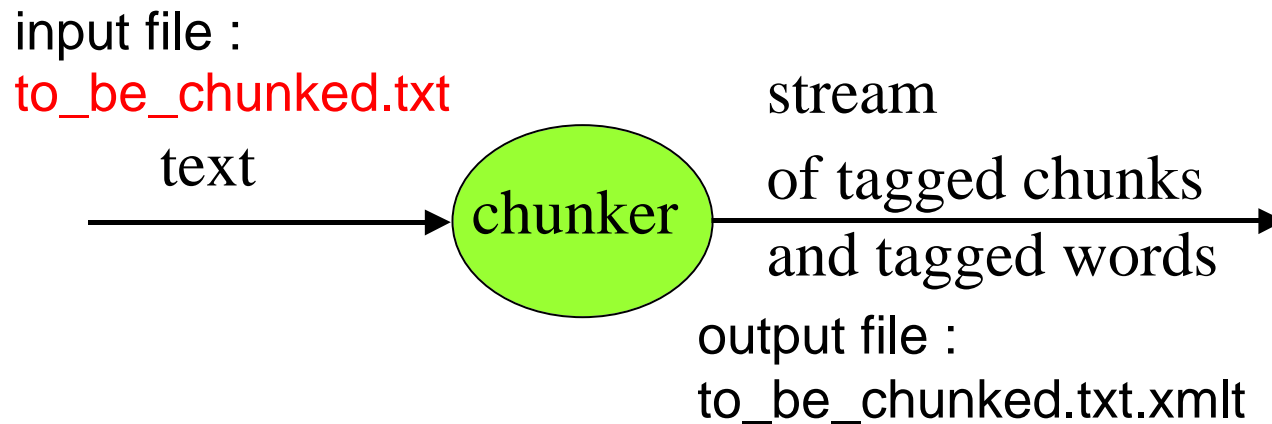 input file :
to_be_chunked.txt
text
chunker
stream
of tagged chunks
and tagged words
output file :
to_be_chunked.txt.xmlt